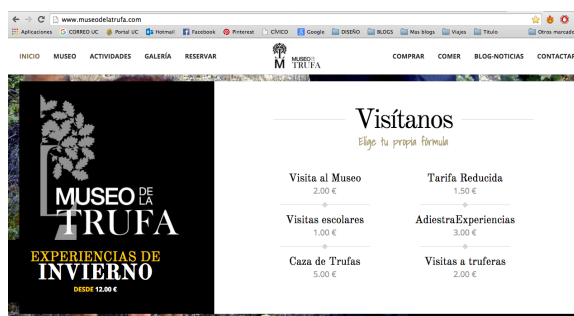 www.museodelatrufa.com
Aplicaciones CORREO UC Portal UC Hotmail Facebook Pinterest CÍVICO Google DISEÑO BLOGS Mas blogs Viajes Titulo Otros marcado
INICIO MUSEO ACTIVIDADES GALERÍA RESERVAR M MUSEO DE LA TRUFA COMPRAR COMER BLOG-NOTICIAS CONTACTAR
Visítanos
Elige tu propia fórmula
MUSEO DE LA
TRUFA
EXPERIENCIAS DE
INVIERNO
DESDE 12.00 €
Visita al Museo
2.00 €
Tarifa Reducida
1.50 €
Visitas escolares
1.00 €
AdiestraExperiencias
3.00 €
Caza de Trufas
5.00 €
Visitas a truferas
2.00 €